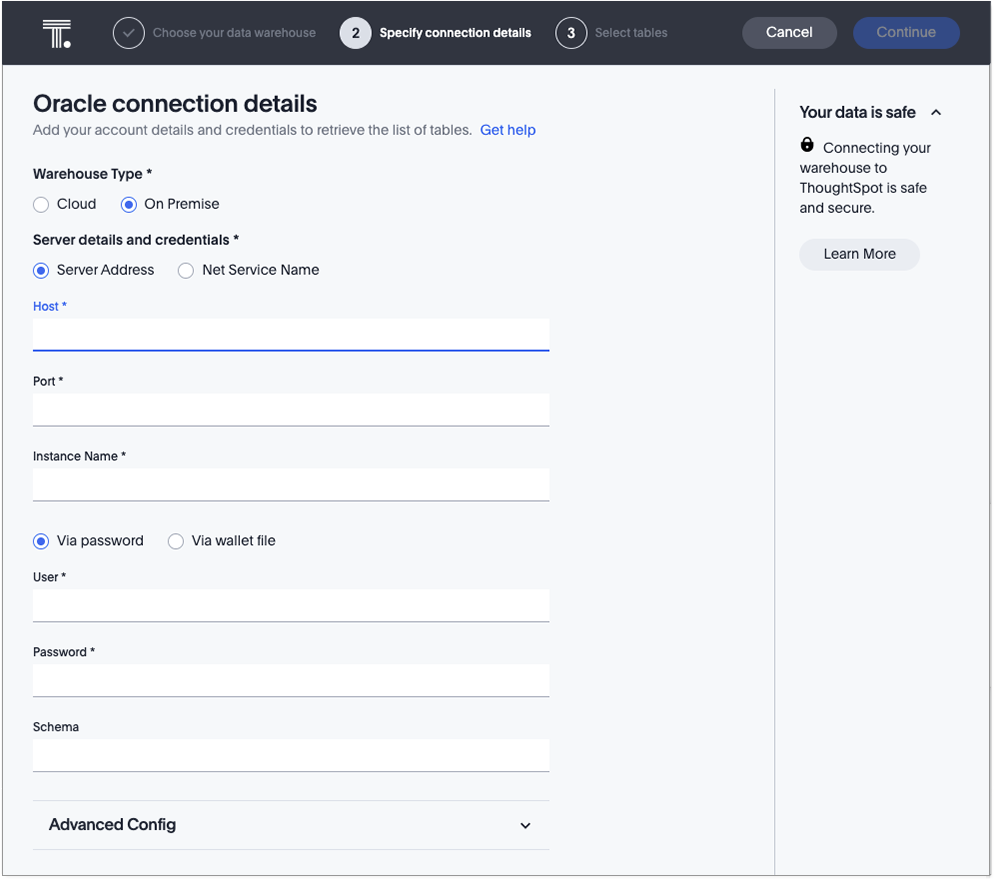 Choose your data warehouse
2 Specify connection details
3 Select tables
Cancel
Continue
Oracle connection details
Add your account details and credentials to retrieve the list of tables. Get help
Warehouse Type *
Cloud
On Premise
Server details and credentials *
Server Address
Net Service Name
Host *
Port *
Instance Name *
Via password
Via wallet file
User *
Password *
Schema
Advanced Config
Your data is safe
Connecting your
warehouse to
ThoughtSpot is safe
and secure.
Learn More